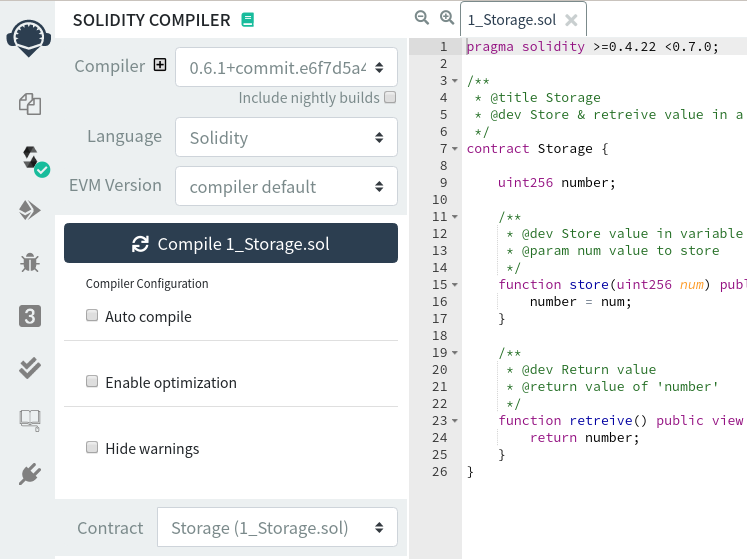 SOLIDITY COMPILER
Compiler
0.6.1+commit.e6f7d5a4
Include nightly builds
Language
Solidity
EVM Version
compiler default
Compile 1_Storage.sol
Compiler Configuration
Auto compile
Enable optimization
Hide warnings
Contract
Storage (1_Storage.sol)
3
1_Storage.sol
1 pragma solidity >=0.4.22 <0.7.0;
2
3 /**
4 * @title Storage
5 * @dev Store & retreive value in a
6 */
7 contract Storage {
8
9 uint256 number;
10
11 /**
12 * @dev Store value in variable
13 * @param num value to store
14 */
15 function store(uint256 num) publ
16 number = num;
17 }
18
19 /**
20 * @dev Return value
21 * @return value of 'number'
22 */
23 function retreive() public view
24 return number;
25 }
26 }